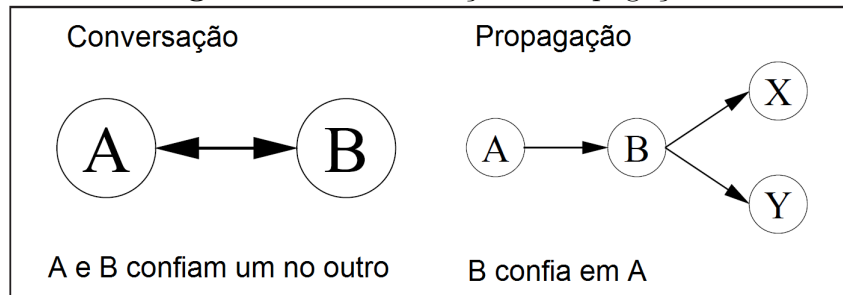 Conversação
A
B
A e B confiam um no outro
Propagação
A
B
X
Y
B confia em A